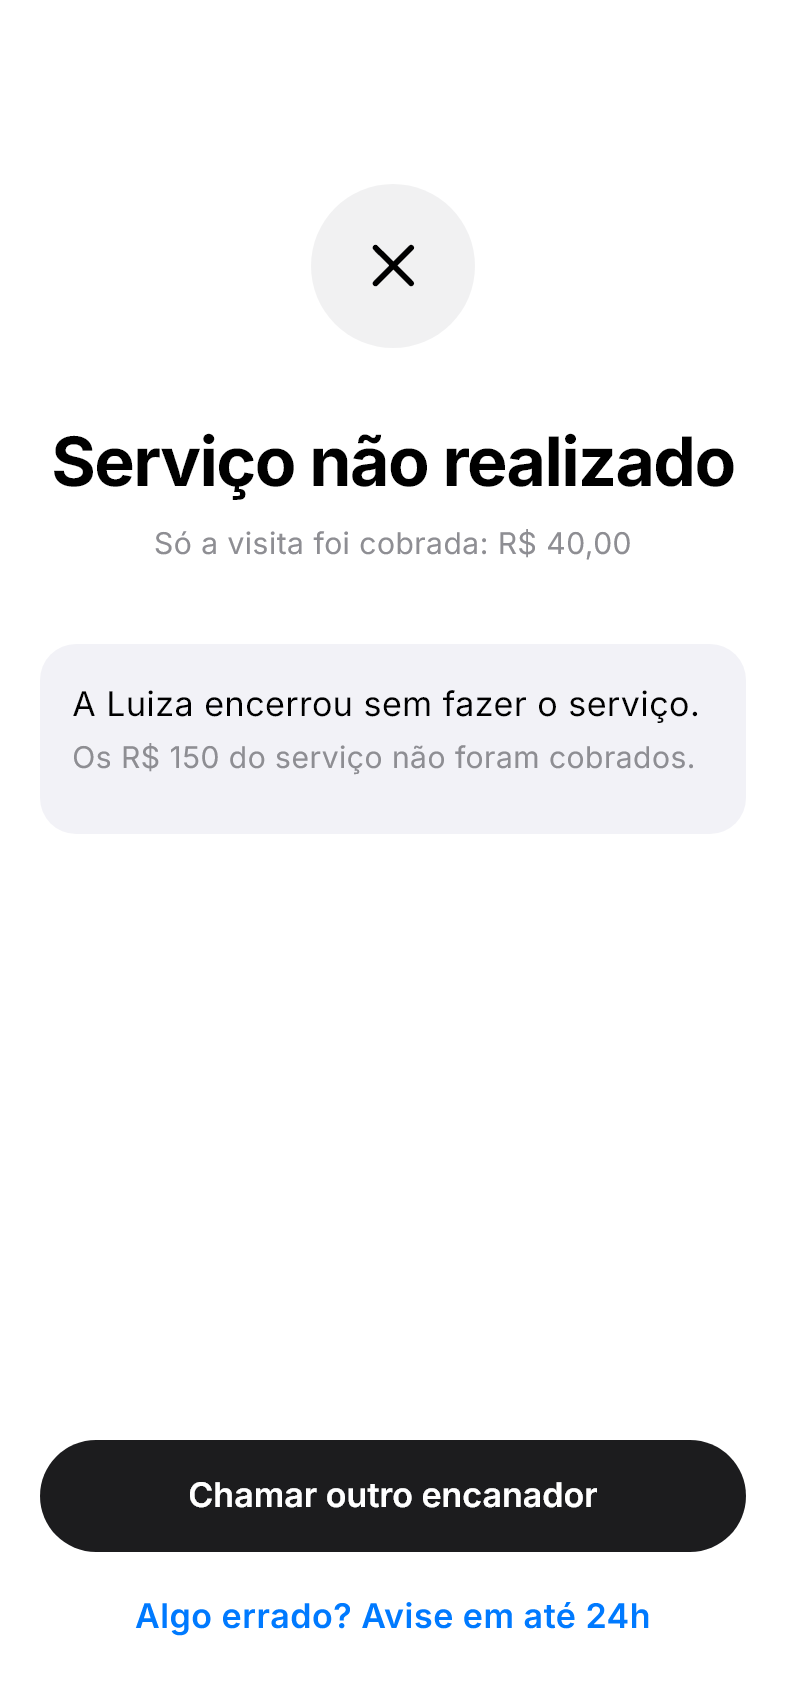 Serviço não realizado
Só a visita foi cobrada: R$ 40,00
A Luiza encerrou sem fazer o serviço.
Os R$ 150 do serviço não foram cobrados.
Chamar outro encanador
Algo errado? Avise em até 24h